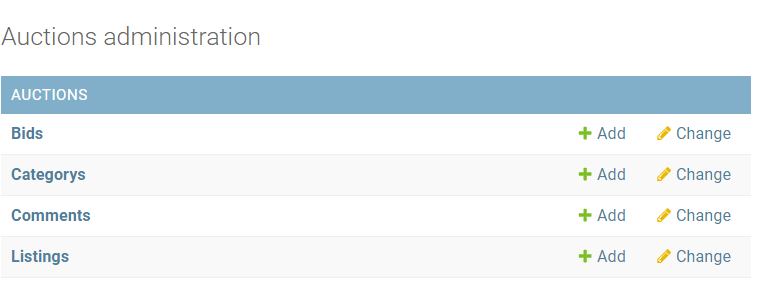 Auctions administration
AUCTIONS
Bids Add Change
Categorys Add Change
Comments Add Change
Listings Add Change